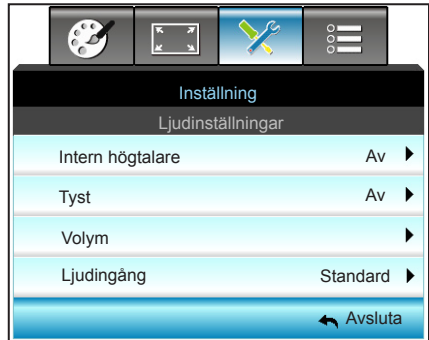 Inställning
Ljudinställningar
Intern högtalare Av
Tyst Av
Volym
Ljudingång Standard
Avsluta